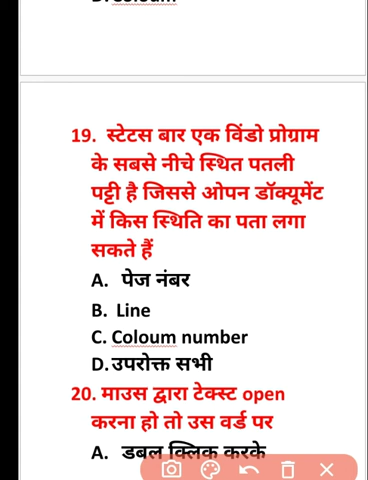 19. स्टेटस बार एक विंडो प्रोग्राम
के सबसे नीचे स्थित पतली
पट्टी है जिससे ओपन डॉक्यूमेंट
में किस स्थिति का पता लगा
सकते हैं
A. पेज नंबर
B. Line
C. Coloum number
D. उपरोक्त सभी
20. माउस द्वारा टेक्स्ट open
करना हो तो उस वर्ड पर
A. डबल क्लिक करके